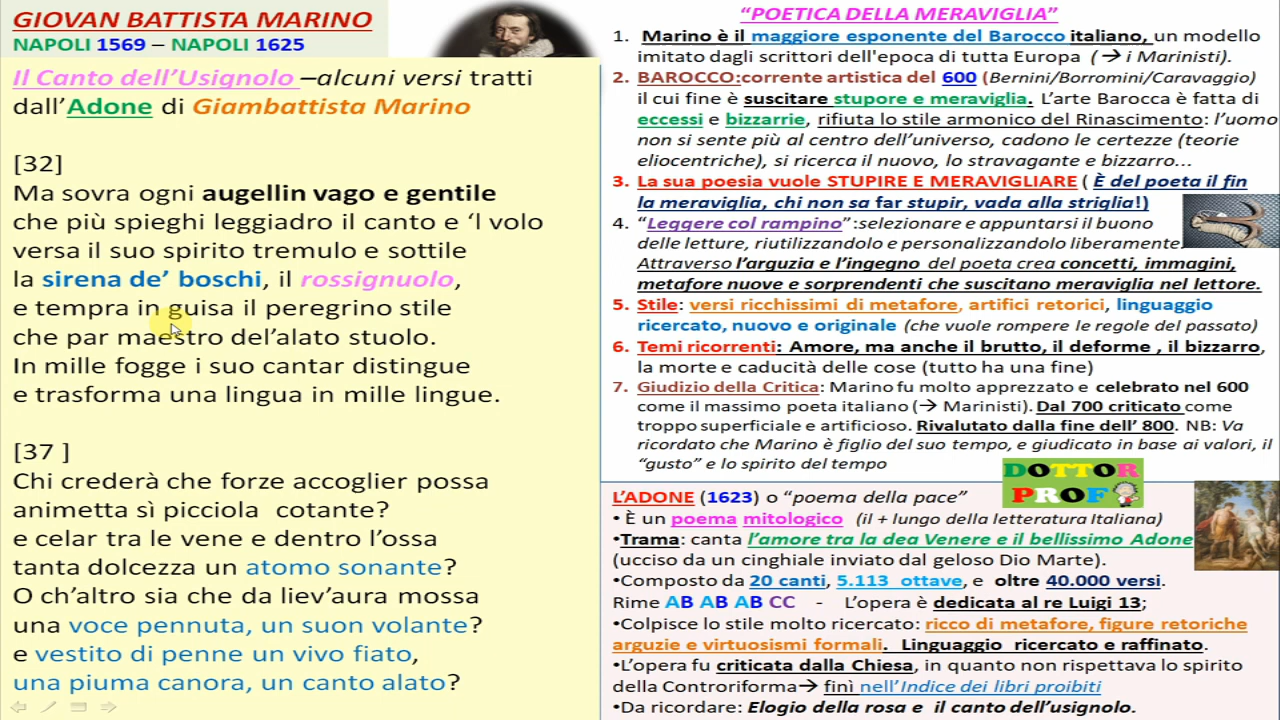 GIOVAN BATTISTA MARINO
NAPOLI 1569 – NAPOLI 1625
Il Canto dell’Usignolo –alcuni versi tratti
dall’Adone di Giambattista Marino
[32]
Ma sovra ogni augellin vago e gentile
che più spieghi leggiadro il canto e ‘l volo
versa il suo spirito tremulo e sottile
la sirena de’ boschi, il rossignuolo,
e tempra in guisa il peregrino stile
che par maestro del’alato stuolo.
In mille fogge i suo cantar distingue
e trasforma una lingua in mille lingue.
[37 ]
Chi crederà che forze accoglier possa
animetta sì picciola cotante?
e celar tra le vene e dentro l’ossa
tanta dolcezza un atomo sonante?
O ch’altro sia che da liev’aura mossa
una voce pennuta, un suon volante?
e vestito di penne un vivo fiato,
una piuma canora, un canto alato?
“POETICA DELLA MERAVIGLIA”
1. Marino è il maggiore esponente del Barocco italiano, un modello
imitato dagli scrittori dell'epoca di tutta Europa ( → i Marinisti).
2. BAROCCO:corrente artistica del 600 (Bernini/Borromini/Caravaggio)
il cui fine è suscitare stupore e meraviglia. L’arte Barocca è fatta di
eccessi e bizzarrie, rifiuta lo stile armonico del Rinascimento: l’uomo
non si sente più al centro dell’universo, cadono le certezze (teorie
eliocentriche), si ricerca il nuovo, lo stravagante e bizzarro…
3. La sua poesia vuole STUPIRE E MERAVIGLIARE ( È del poeta il fin
la meraviglia, chi non sa far stupir, vada alla striglia!)
4. “Leggere col rampino” :selezionare e appuntarsi il buono
delle letture, riutilizzandolo e personalizzandolo liberamente.
Attraverso l’arguzia e l’ingegno del poeta crea concetti, immagini,
metafore nuove e sorprendenti che suscitano meraviglia nel lettore.
5. Stile: versi ricchissimi di metafore, artifici retorici, linguaggio
ricercato, nuovo e originale (che vuole rompere le regole del passato)
6. Temi ricorrenti: Amore, ma anche il brutto, il deforme , il bizzarro,
la morte e caducità delle cose (tutto ha una fine)
7. Giudizio della Critica: Marino fu molto apprezzato e celebrato nel 600
come il massimo poeta italiano (→ Marinisti). Dal 700 criticato come
troppo superficiale e artificioso. Rivalutato dalla fine dell’ 800. NB: Va
ricordato che Marino è figlio del suo tempo, e giudicato in base ai valori, il
“gusto” e lo spirito del tempo
DOTTOR
PROF
L’ADONE (1623) o “poema della pace”
• È un poema mitologico (il + lungo della letteratura Italiana)
•Trama: canta l’amore tra la dea Venere e il bellissimo Adone
(ucciso da un cinghiale inviato dal geloso Dio Marte).
•Composto da 20 canti, 5.113 ottave, e oltre 40.000 versi.
Rime AB AB AB CC - L’opera è dedicata al re Luigi 13;
•Colpisce lo stile molto ricercato: ricco di metafore, figure retoriche
arguzie e virtuosismi formali. Linguaggio ricercato e raffinato.
•L’opera fu criticata dalla Chiesa, in quanto non rispettava lo spirito
della Controriforma→ finì nell’Indice dei libri proibiti
•Da ricordare: Elogio della rosa e il canto dell’usignolo.